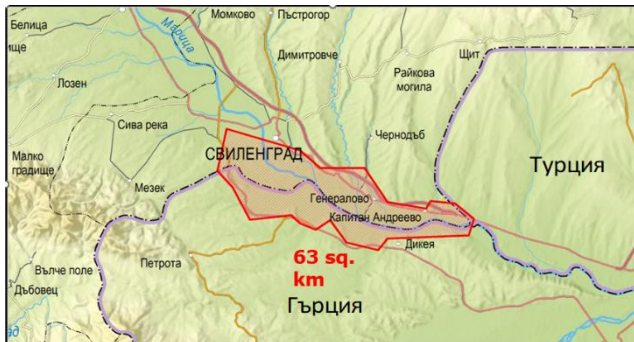 Момково
Пъстрогор
Белица
ище
Марица
Димитровче
Щит
Лозен
Райкова
могила
Сива река
Чернодъб
СВИЛЕНГРАД
Малко
градище
Турция
Мезек
Генералово
Капитан Андреево
63 sq.
km
Дикея
Петрота
Вълче поле
Дъбовец
Гърция